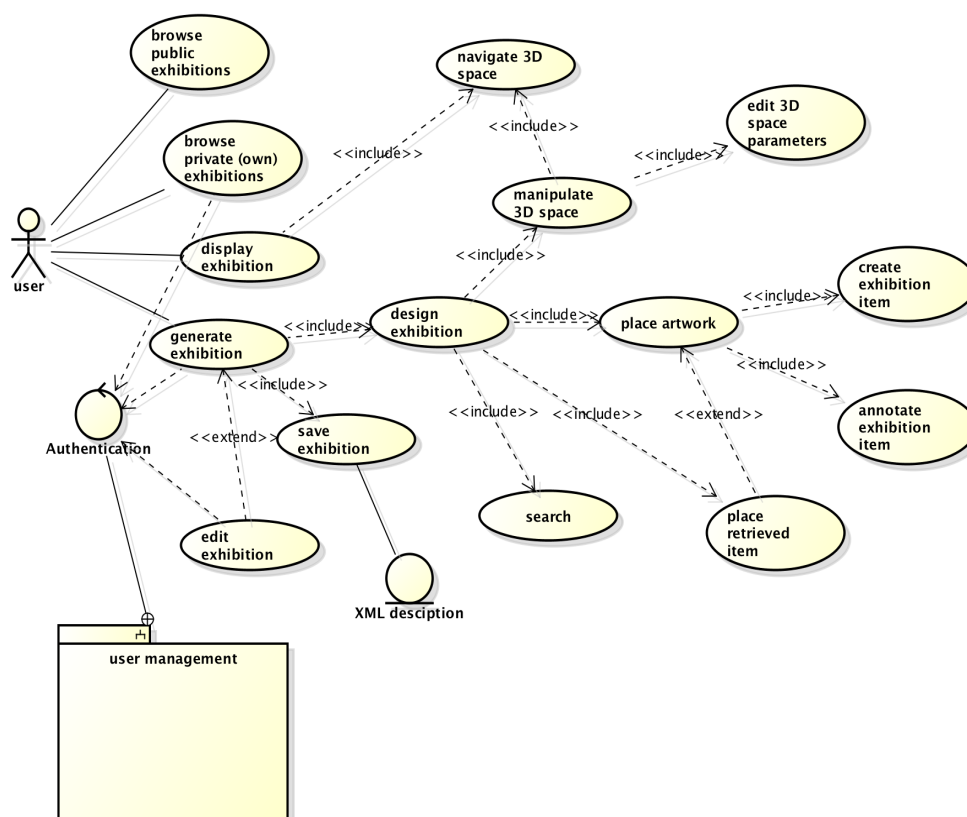 browse
public
exhibitions
navigate 3D
space
edit 3D
space
parameters
<<include>>
browse
private (own)
exhibitions
<<include>>
<<include>>
manipulate
3D space
user
display
exhibition
<<include>>
create
exhibition
item
<<include>>
generate
exhibition
<<include>>
design
exhibition
<<include>>
place artwork
<<include>>
<<include>>
annotate
exhibition
item
<<include>>
<<include>>
<<extend>>
Authentication
<<extend>>
save
exhibition
search
place
retrieved
item
edit
exhibition
XML desciption
user management